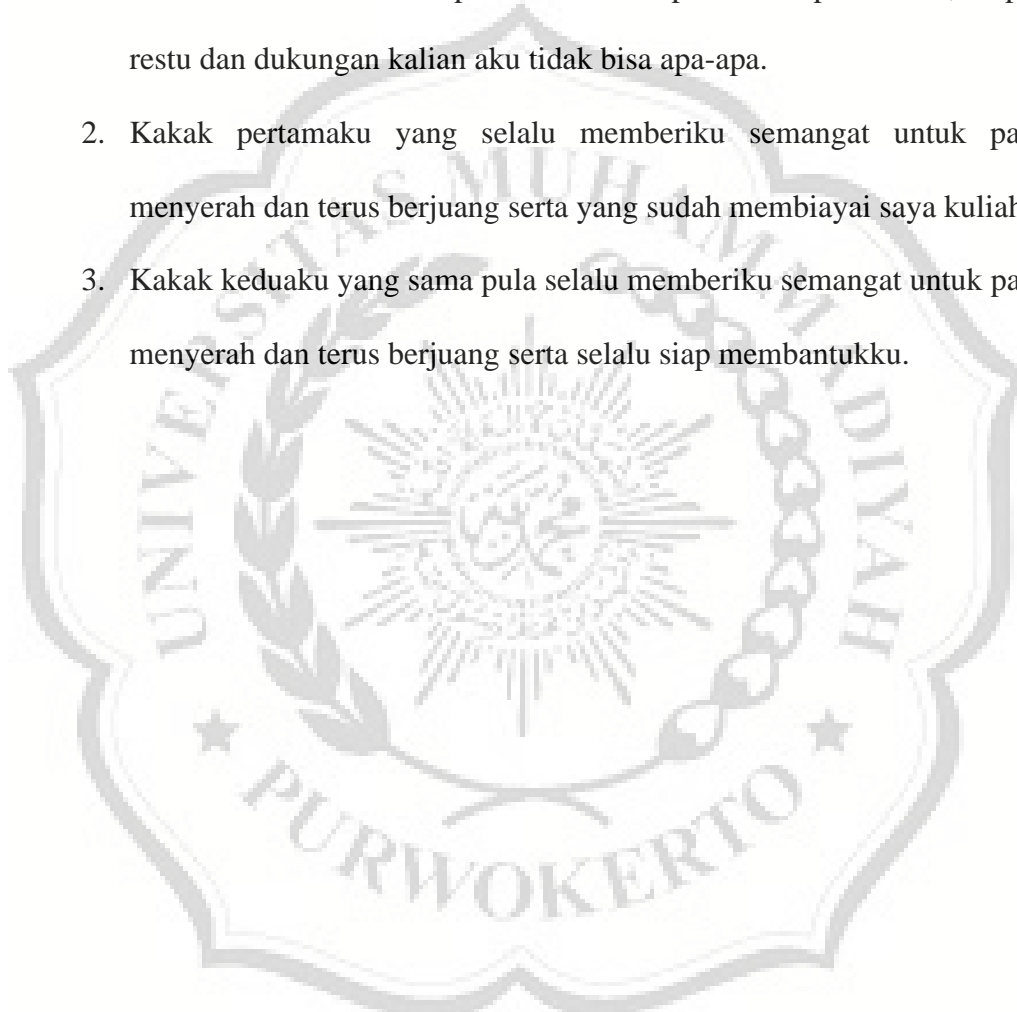 restu dan dukungan kalian aku tidak bisa apa-apa.
2. Kakak pertamaku yang selalu memberiku semangat untuk pa
menyerah dan terus berjuang serta yang sudah membiayai saya kuliah
3. Kakak keduaku yang sama pula selalu memberiku semangat untuk pa
menyerah dan terus berjuang serta selalu siap membantukku.
UNIVERSITAS MUHAMMADIYAH
PURWOKERTO